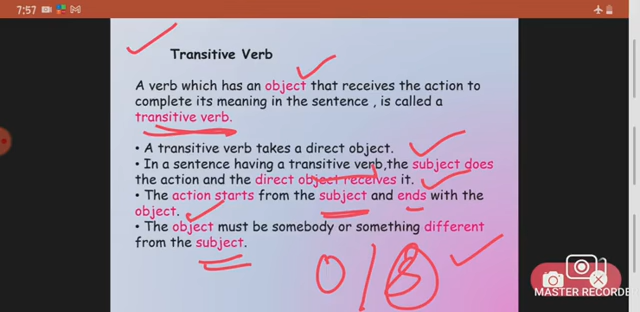 7:57
Transitive Verb
A verb which has an object that receives the action to
complete its meaning in the sentence , is called a
transitive verb.
• A transitive verb takes a direct object.
• In a sentence having a transitive verb,the subject does
the action and the direct object receives it.
• The action starts from the subject and ends with the
object.
• The object must be somebody or something different
from the subject.
O / S
MASTER RECORDER